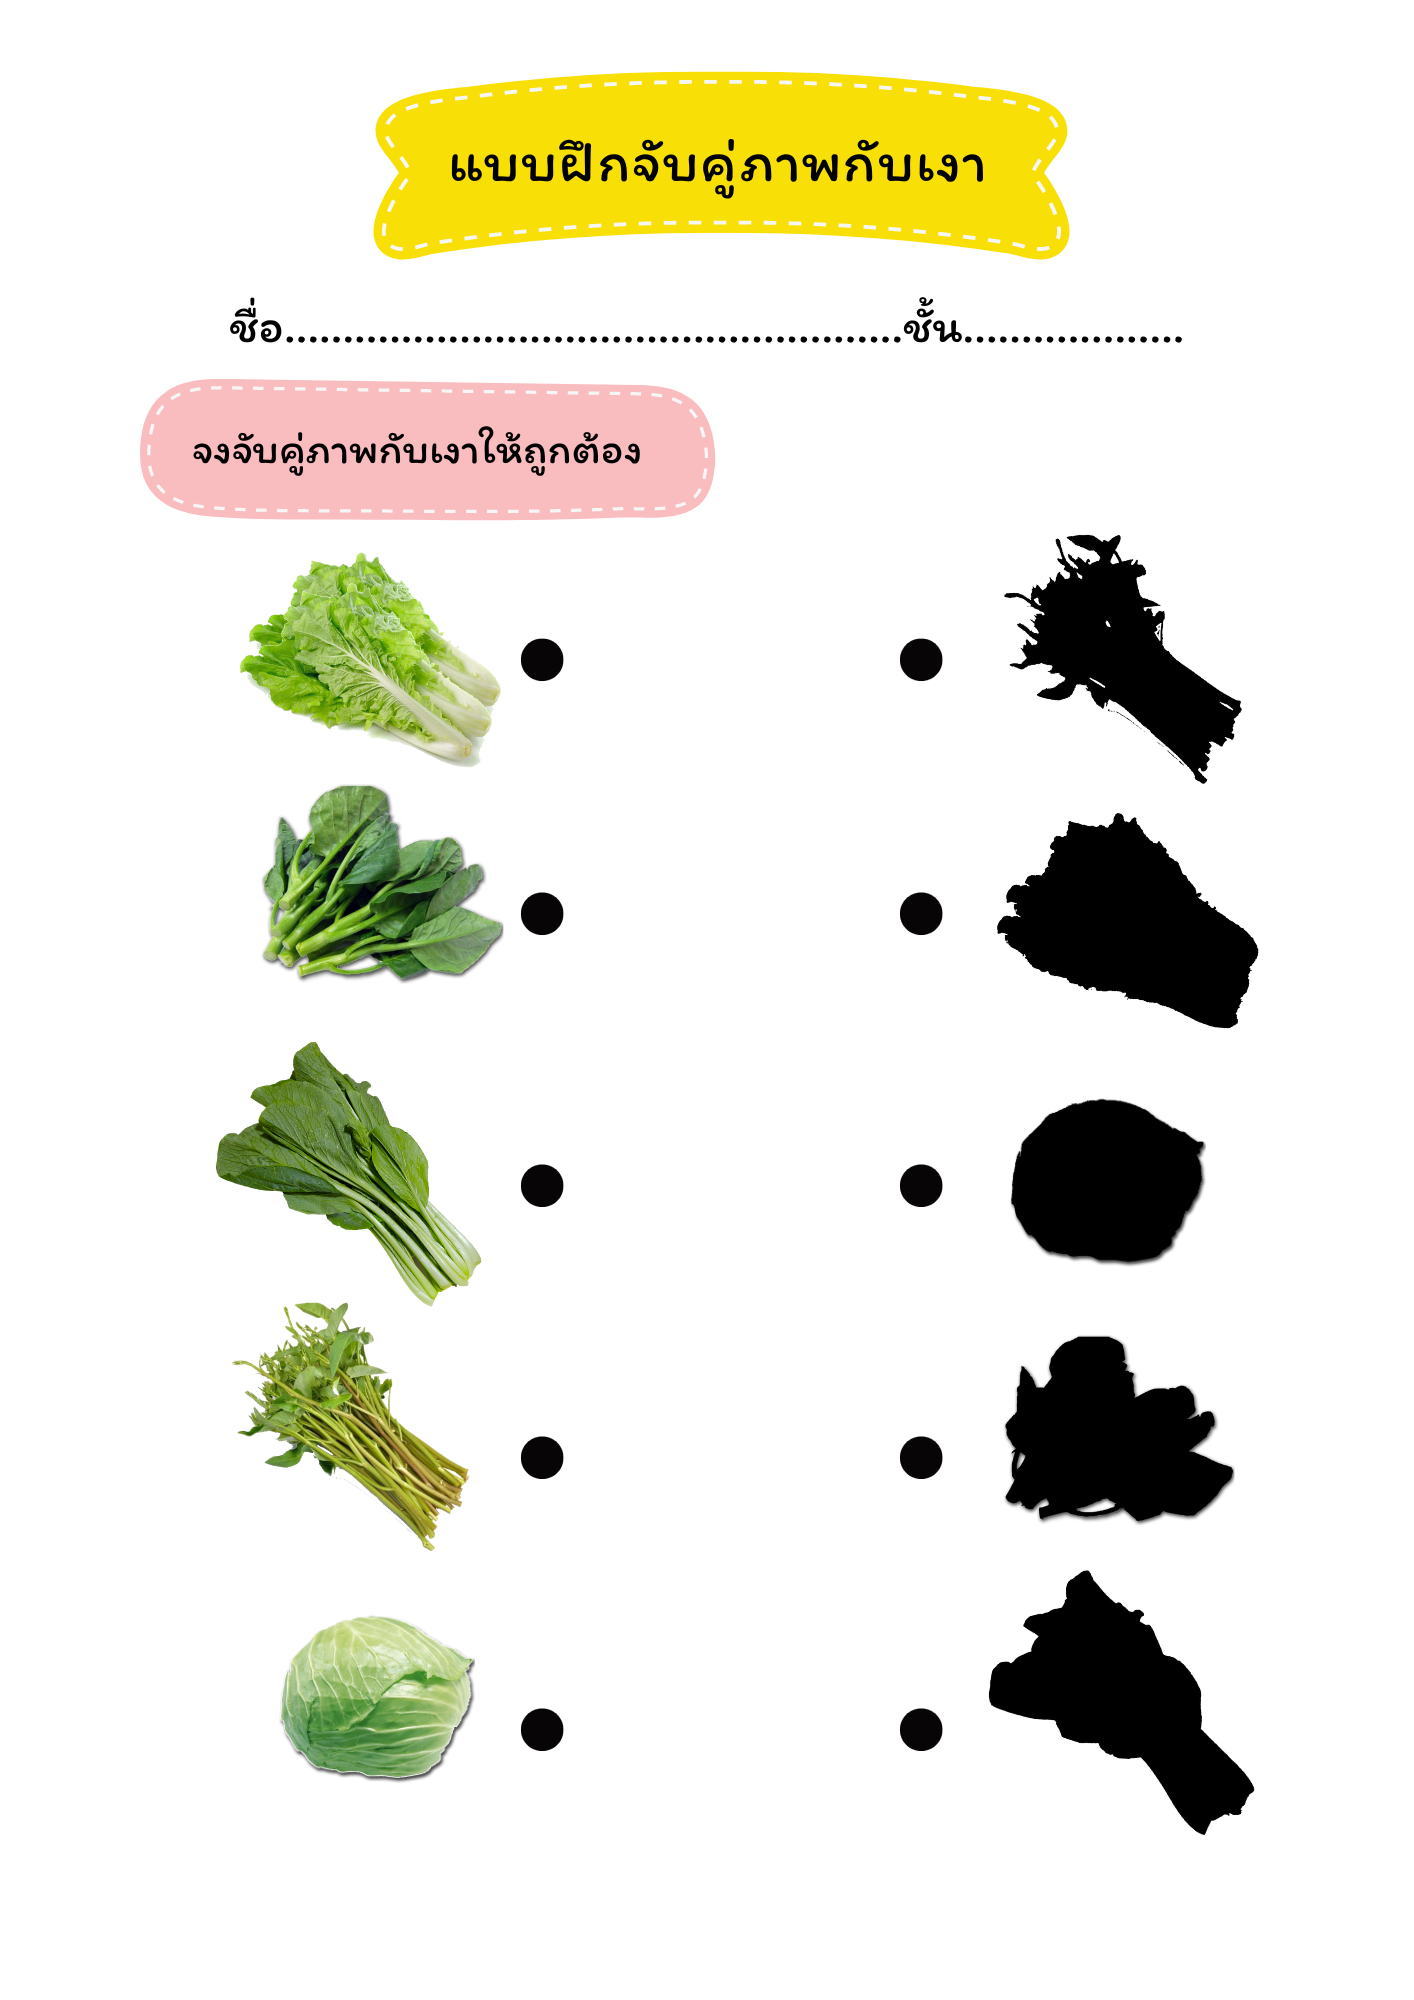 แบบฝึกจับคู่ภาพกับเงา
ชื่อ.....................................................ชั้น...................
จงจับคู่ภาพกับเงาให้ถูกต้อง